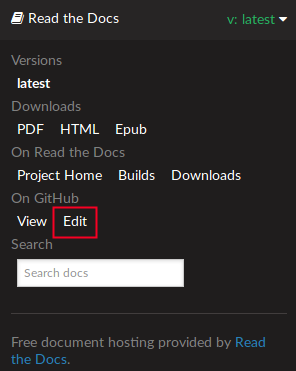 Read the Docs v: latest
Versions
latest
Downloads
PDF HTML Epub
On Read the Docs
Project Home Builds Downloads
On GitHub
View Edit
Search
Search docs
Free document hosting provided by Read
the Docs.